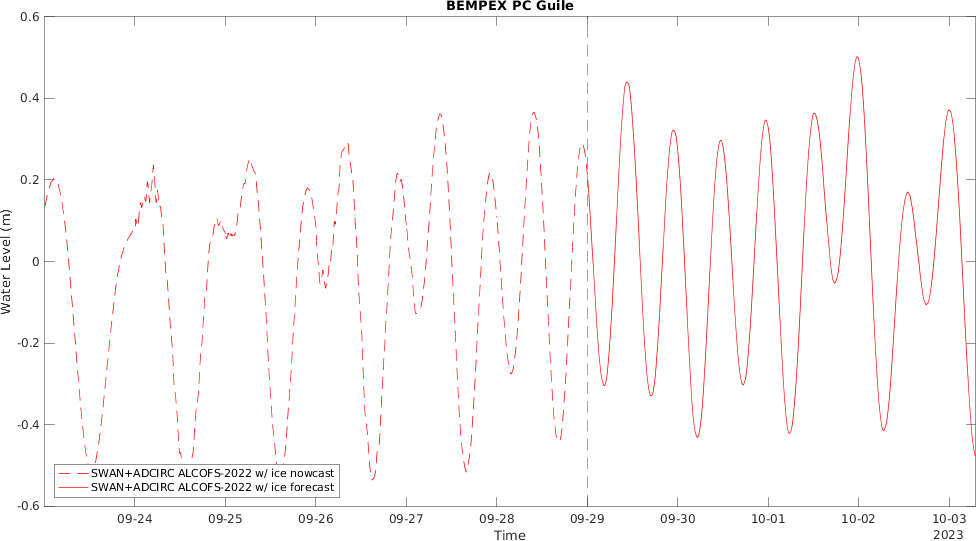 BEMPEX PC Guile
0.6
0.4
0.2
0
-0.2
-0.4
-0.6
Water Level (m)
SWAN+ADCIRC ALCOFS-2022 w/ ice nowcast
SWAN+ADCIRC ALCOFS-2022 w/ ice forecast
09-24 09-25 09-26 09-27 09-28 09-29 09-30 10-01 10-02 10-03
2023
Time